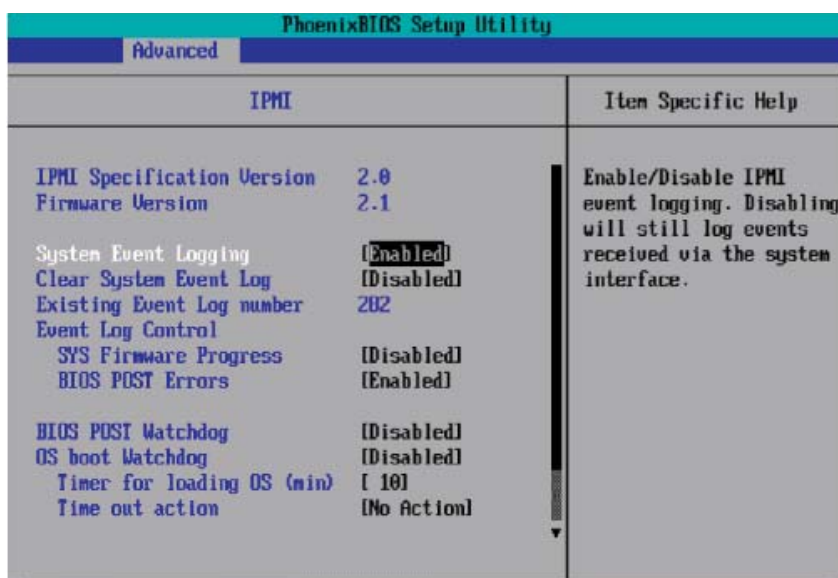 PhoenixBIOS Setup Utility
Advanced
IPMI
IPMI Specification Version 2.0
Firmware Version 2.1
System Event Logging [Enabled]
Clear System Event Log [Disabled]
Existing Event Log number 282
Event Log Control
SYS Firmware Progress [Disabled]
BIOS POST Errors [Enabled]
BIOS POST Watchdog [Disabled]
OS boot Watchdog [Disabled]
Timer for loading OS (min) [ 10]
Time out action [No Action]
Item Specific Help
Enable/Disable IPMI
event logging. Disabling
will still log events
received via the system
interface.